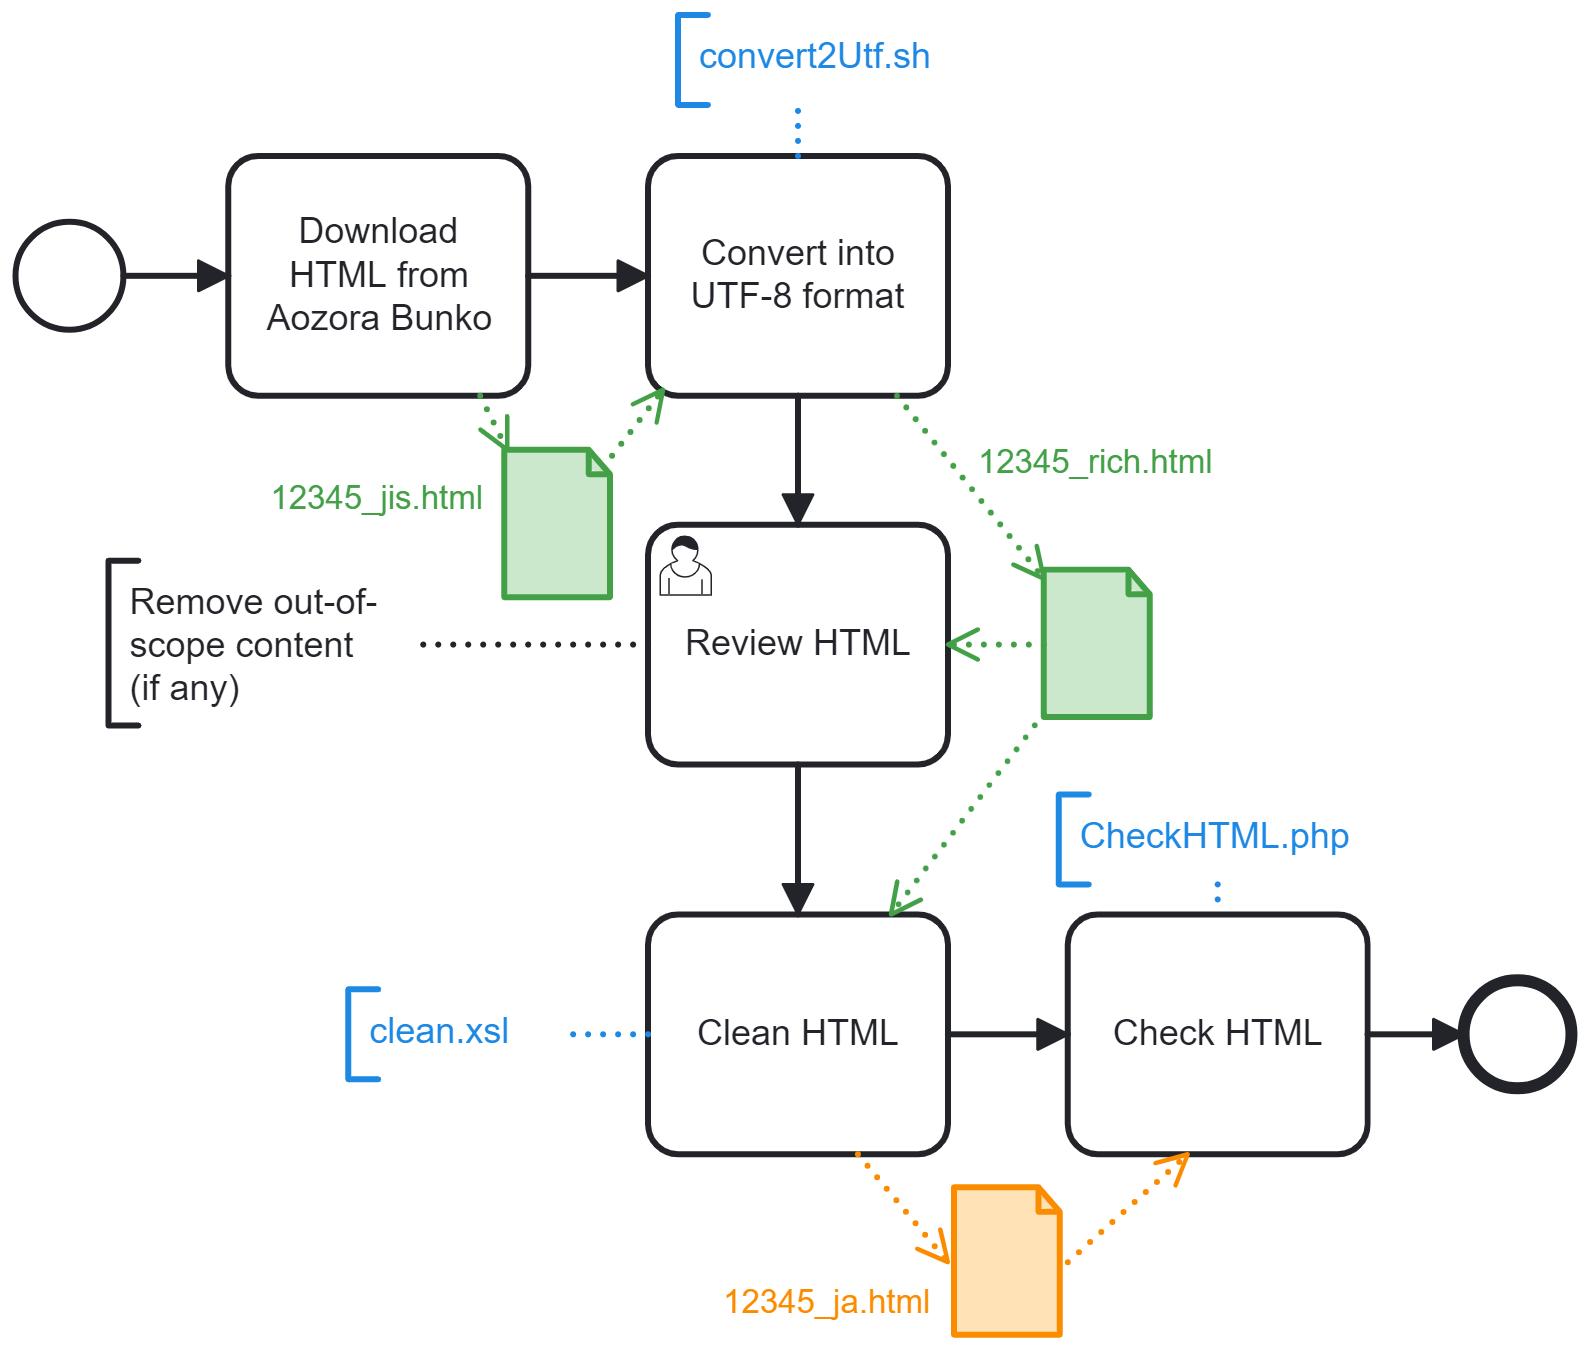 convert2Utf.sh
Download
HTML from
Aozora Bunko
Convert into
UTF-8 format
12345_jis.html
12345_rich.html
Remove out-of-
scope content
(if any)
Review HTML
CheckHTML.php
clean.xsl
Clean HTML
Check HTML
12345_ja.html